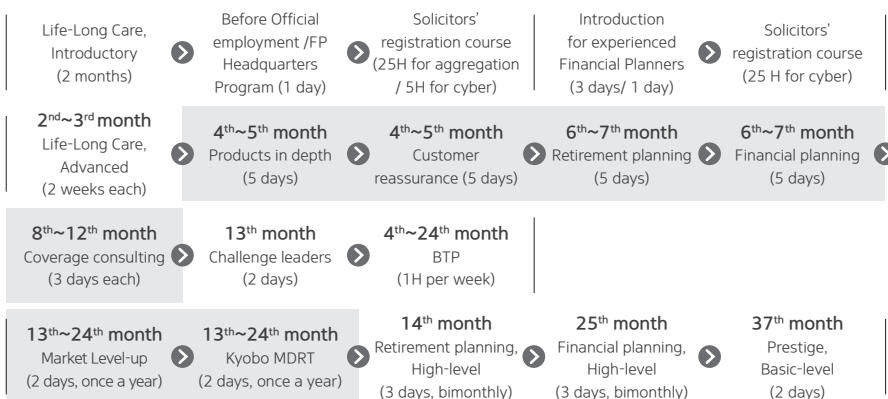 Life-Long Care,
Introductory
(2 months)
Before Official
employment /FP
Headquarters
Program (1 day)
Solicitors'
registration course
(25H for aggregation
/ 5H for cyber)
Introduction
for experienced
Financial Planners
(3 days/ 1 day)
Solicitors'
registration course
(25 H for cyber)
2nd~3rd month
Life-Long Care,
Advanced
(2 weeks each)
4th~5th month
Products in depth
(5 days)
4th~5th month
Customer
reassurance (5 days)
6th~7th month
Retirement planning
(5 days)
6th~7th month
Financial planning
(5 days)
8th~12th month
Coverage consulting
(3 days each)
13th month
Challenge leaders
(2 days)
4th~24th month
BTP
(1H per week)
13th~24th month
Market Level-up
(2 days, once a year)
13th~24th month
Kyobo MDRT
(2 days, once a year)
14th month
Retirement planning,
High-level
(3 days, bimonthly)
25th month
Financial planning,
High-level
(3 days, bimonthly)
37th month
Prestige,
Basic-level
(2 days)